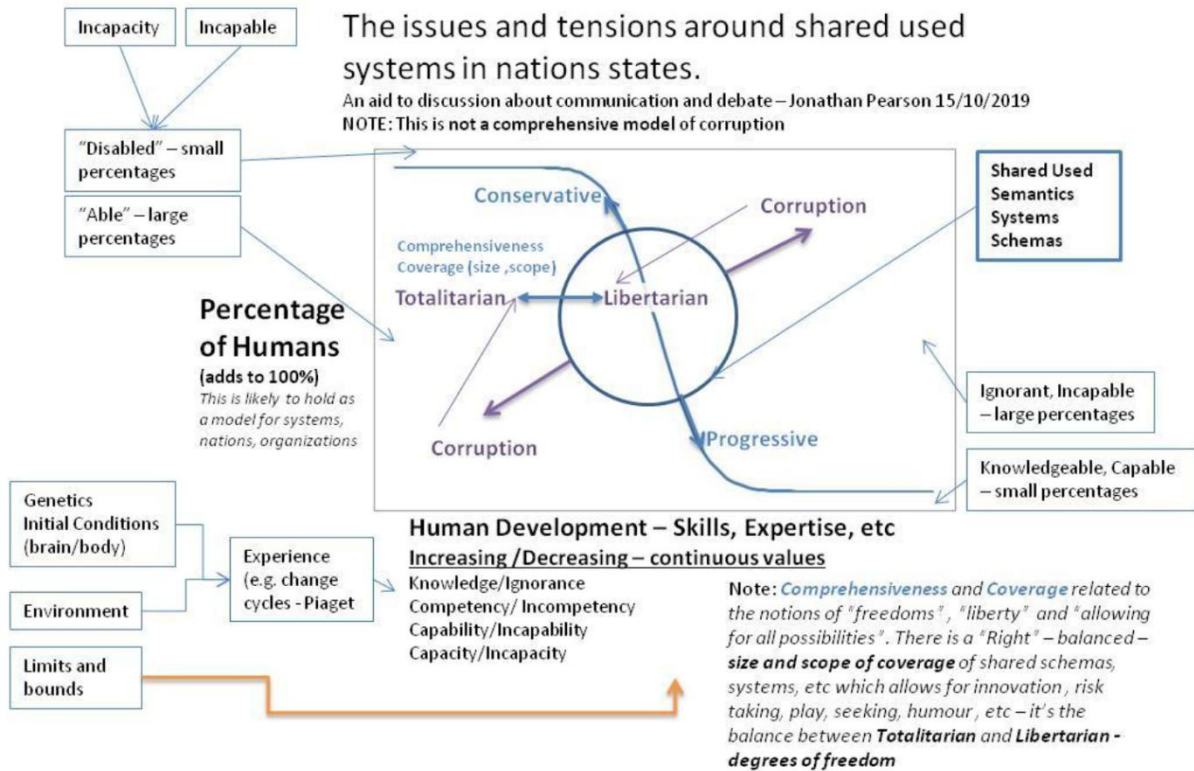 Incapacity
Incapable
The issues and tensions around shared used
systems in nations states.
An aid to discussion about communication and debate – Jonathan Pearson 15/10/2019
NOTE: This is not a comprehensive model of corruption
"Disabled" – small
percentages
"Able" – large
percentages
Conservative
Corruption
Shared Used
Semantics
Systems
Schemas
Comprehensiveness
Coverage (size ,scope)
Totalitarian
Libertarian
Percentage
of Humans
(adds to 100%)
This is likely to hold as
a model for systems,
nations, organizations
Corruption
Progressive
Ignorant, Incapable
– large percentages
Knowledgeable, Capable
– small percentages
Genetics
Initial Conditions
(brain/body)
Environment
Limits and
bounds
Experience
(e.g. change
cycles - Piaget
Human Development – Skills, Expertise, etc
Increasing /Decreasing – continuous values
Knowledge/Ignorance
Competency/ Incompetency
Capability/Incapability
Capacity/Incapacity
Note: Comprehensiveness and Coverage related
to the notions of "freedoms" , "liberty" and "allowing
for all possibilities". There is a "Right" – balanced –
size and scope of coverage of shared schemas,
systems, etc which allows for innovation , risk
taking, play, seeking, humour , etc – it's the
balance between Totalitarian and Libertarian -
degrees of freedom